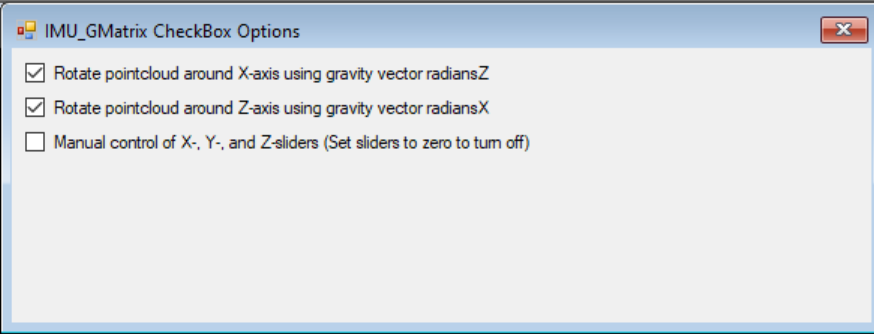 IMU_GMatrix CheckBox Options
Rotate pointcloud around X-axis using gravity vector radiansZ
Rotate pointcloud around Z-axis using gravity vector radiansX
Manual control of X-, Y-, and Z-sliders (Set sliders to zero to turn off)